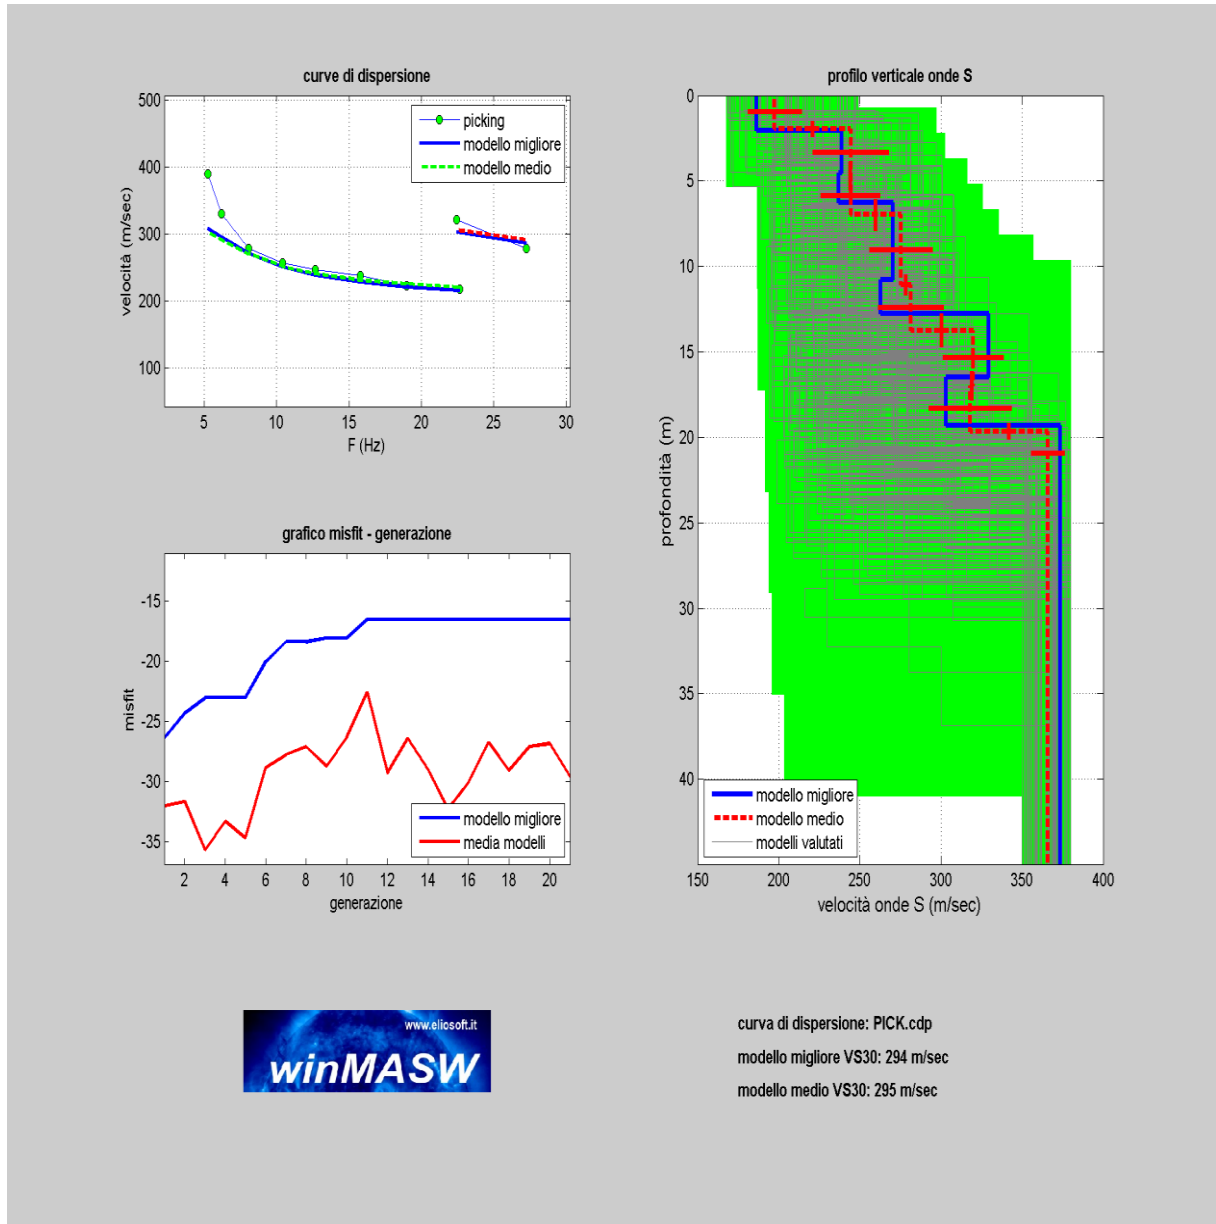 curve di dispersione
500
400
300
200
100
velocità (m/sec)
picking
modello migliore
modello medio
5
10
15
20
25
30
F (Hz)
grafico misfit - generazione
-15
-20
-25
-30
-35
misfit
modello migliore
media modelli
2
4
6
8
10
12
14
16
18
20
generazione
profilo verticale onde S
0
5
10
15
20
25
30
35
40
profondità (m)
modello migliore
modello medio
modelli valutati
150
200
250
300
350
400
velocità onde S (m/sec)
www.eliosoft.it
winMASW
curva di dispersione: PICK.cdp
modello migliore VS30: 294 m/sec
modello medio VS30: 295 m/sec